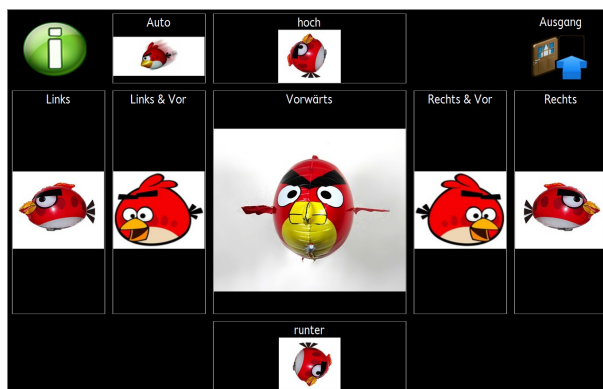 Auto
hoch
Ausgang
Links
Links & Vor
Vorwärts
Rechts & Vor
Rechts
runter